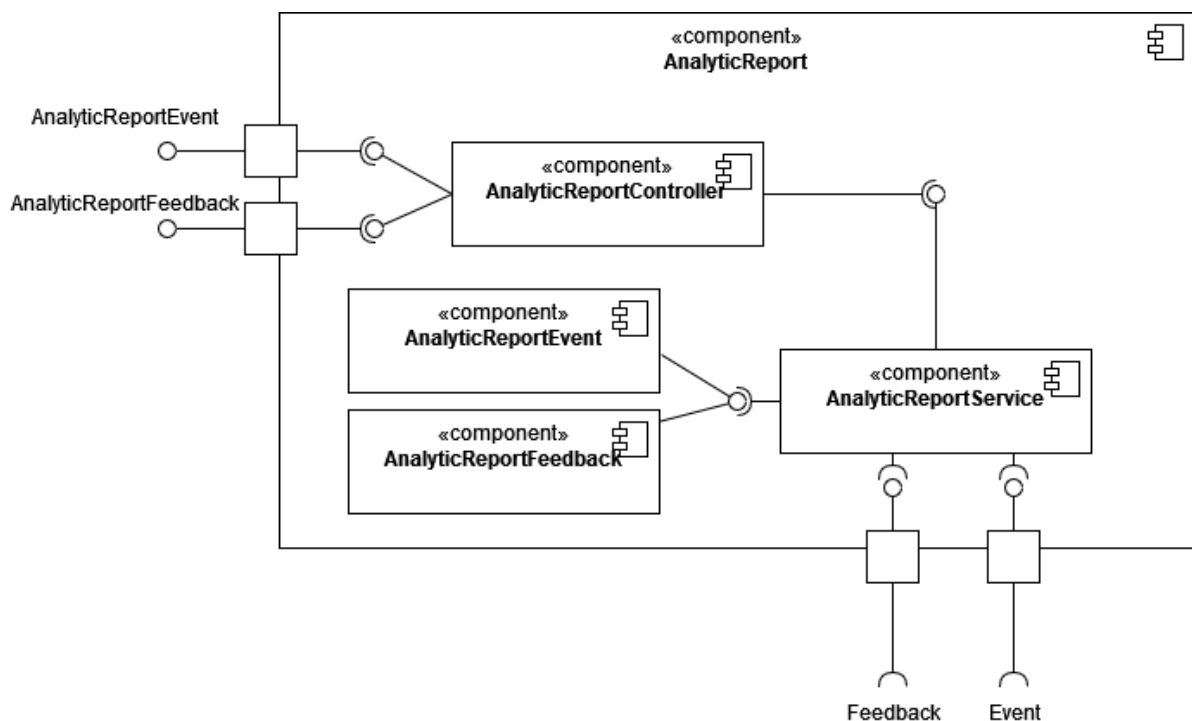 «component»
AnalyticReport
AnalyticReportEvent
«component»
AnalyticReportController
AnalyticReportFeedback
«component»
AnalyticReportEvent
«component»
AnalyticReportService
«component»
AnalyticReportFeedback
Feedback
Event